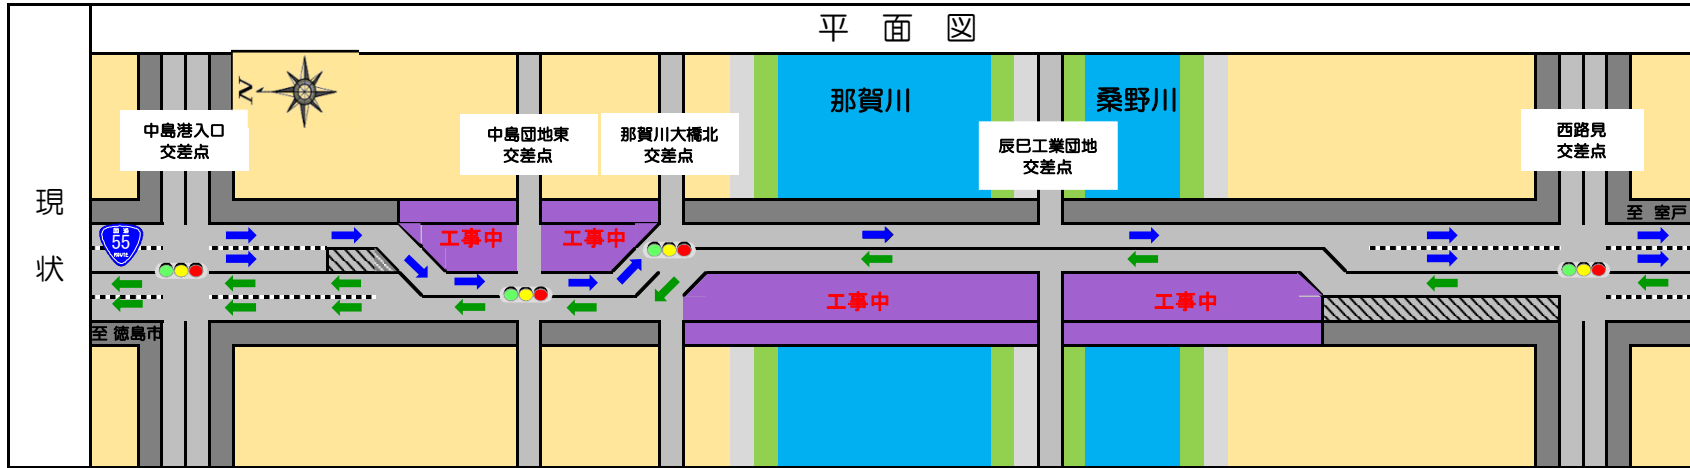 平面図
現状
N
中島港入口
交差点
中島団地東
交差点
那賀川大橋北
交差点
那賀川
辰巳工業団地
交差点
桑野川
西路見
交差点
至 室戸
国道
55
ROUTE
工事中
工事中
工事中
工事中
至 徳島市